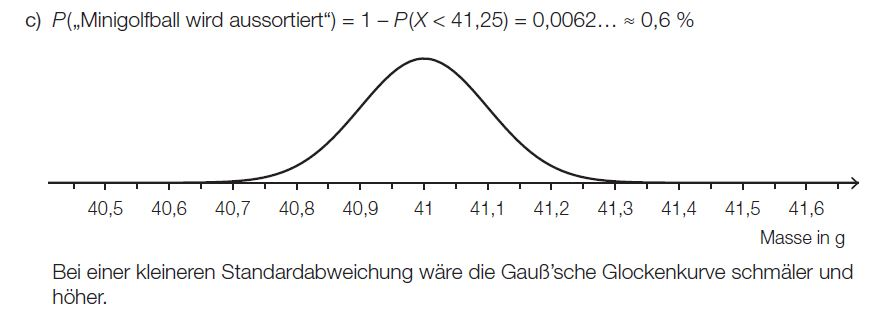 c) P(„Minigolfball wird aussortiert“) = 1 – P(X < 41,25) = 0,0062… ≈ 0,6 %
40,5 40,6 40,7 40,8 40,9 41 41,1 41,2 41,3 41,4 41,5 41,6
Masse in g
Bei einer kleineren Standardabweichung wäre die Gauß’sche Glockenkurve schmäler und
höher.